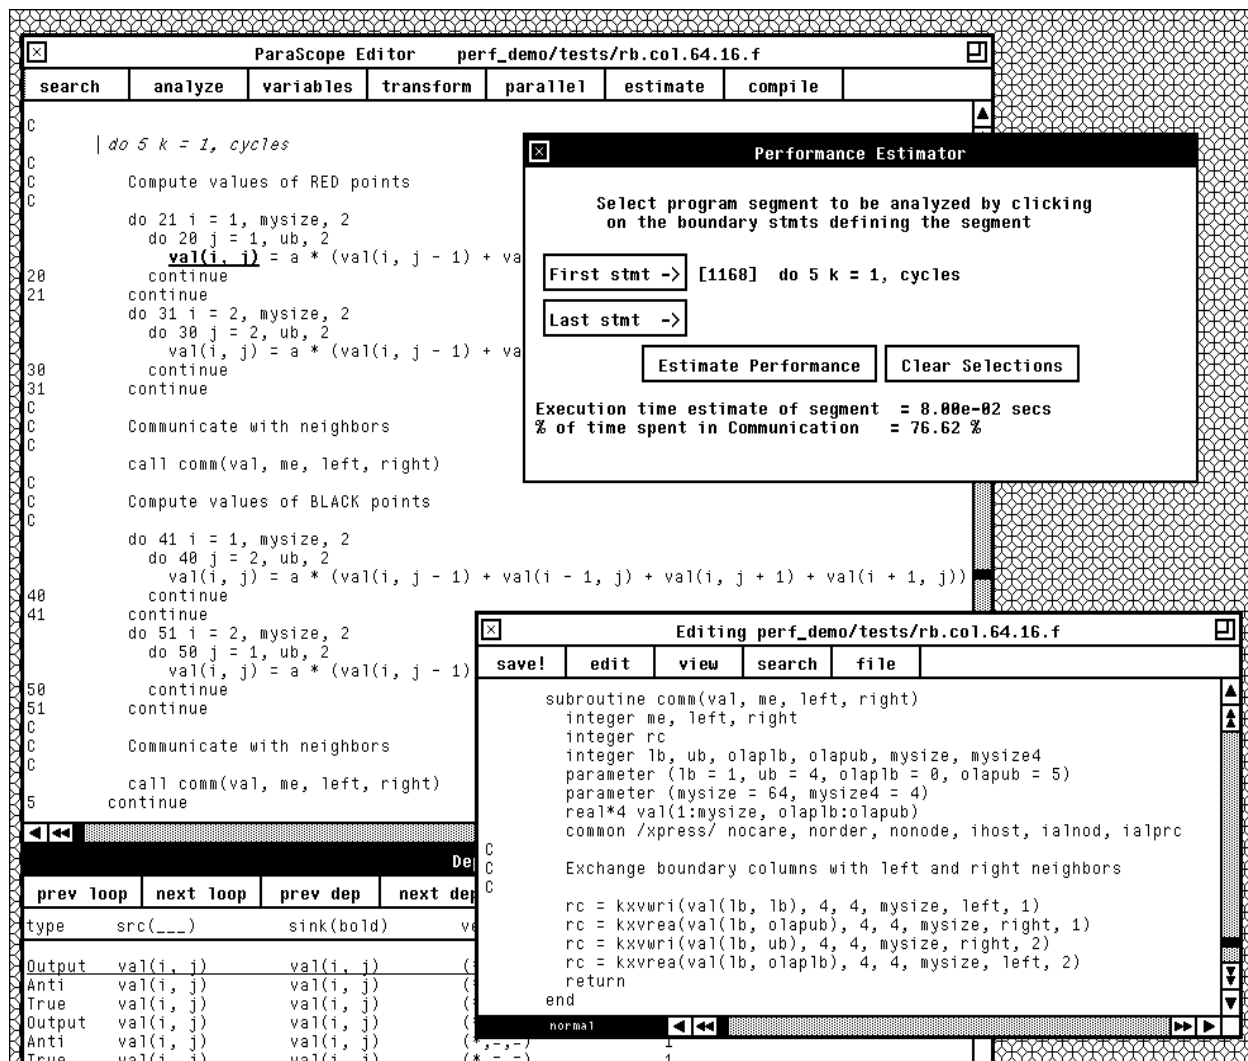 ParaScope Editor perf_demo/tests/rb.col.64.16.f
search analyze variables transform parallel estimate compile
C
do 5 k = 1, cycles
C
C Compute values of RED points
C
do 21 i = 1, mysize, 2
do 20 j = 1, ub, 2
val(i, j) = a * (val(i, j - 1) + va
20 continue
21 continue
do 31 i = 2, mysize, 2
do 30 j = 2, ub, 2
val(i, j) = a * (val(i, j - 1) + va
30 continue
31 continue
C
C Communicate with neighbors
C
call comm(val, me, left, right)
C
C Compute values of BLACK points
C
do 41 i = 1, mysize, 2
do 40 j = 2, ub, 2
val(i, j) = a * (val(i, j - 1) + val(i - 1, j) + val(i, j + 1) + val(i + 1, j))
40 continue
41 continue
do 51 i = 2, mysize, 2
do 50 j = 1, ub, 2
val(i, j) = a * (val(i, j - 1)
50 continue
51 continue
C
C Communicate with neighbors
C
call comm(val, me, left, right)
5 continue
Performance Estimator
Select program segment to be analyzed by clicking
on the boundary stmts defining the segment
First stmt -> [1168] do 5 k = 1, cycles
Last stmt ->
Estimate Performance Clear Selections
Execution time estimate of segment = 8.00e-02 secs
% of time spent in Communication = 76.62 %
Editing perf_demo/tests/rb.col.64.16.f
save! edit view search file
subroutine comm(val, me, left, right)
integer me, left, right
integer rc
integer lb, ub, olaplb, olapub, mysize, mysize4
parameter (lb = 1, ub = 4, olaplb = 0, olapub = 5)
parameter (mysize = 64, mysize4 = 4)
real*4 val(1:mysize, olaplb:olapub)
common /xpress/ nocare, norder, nonode, ihost, ialnod, ialprc
C
C Exchange boundary columns with left and right neighbors
C
rc = kxvwri(val(lb, lb), 4, 4, mysize, left, 1)
rc = kxvrea(val(lb, olapub), 4, 4, mysize, right, 1)
rc = kxvwri(val(lb, ub), 4, 4, mysize, right, 2)
rc = kxvrea(val(lb, olaplb), 4, 4, mysize, left, 2)
return
end
normal
De
prev loop next loop prev dep next dep
type src(___) sink(bold) ve
Output val(i, j) val(i, j) (
Anti val(i, j) val(i, j) (
True val(i, j) val(i, j) (
Output val(i, j) val(i, j) (
Anti val(i, j) val(i, j) (*,=,=) 1
True val(i, j) val(i, j) (*,=,=) 1